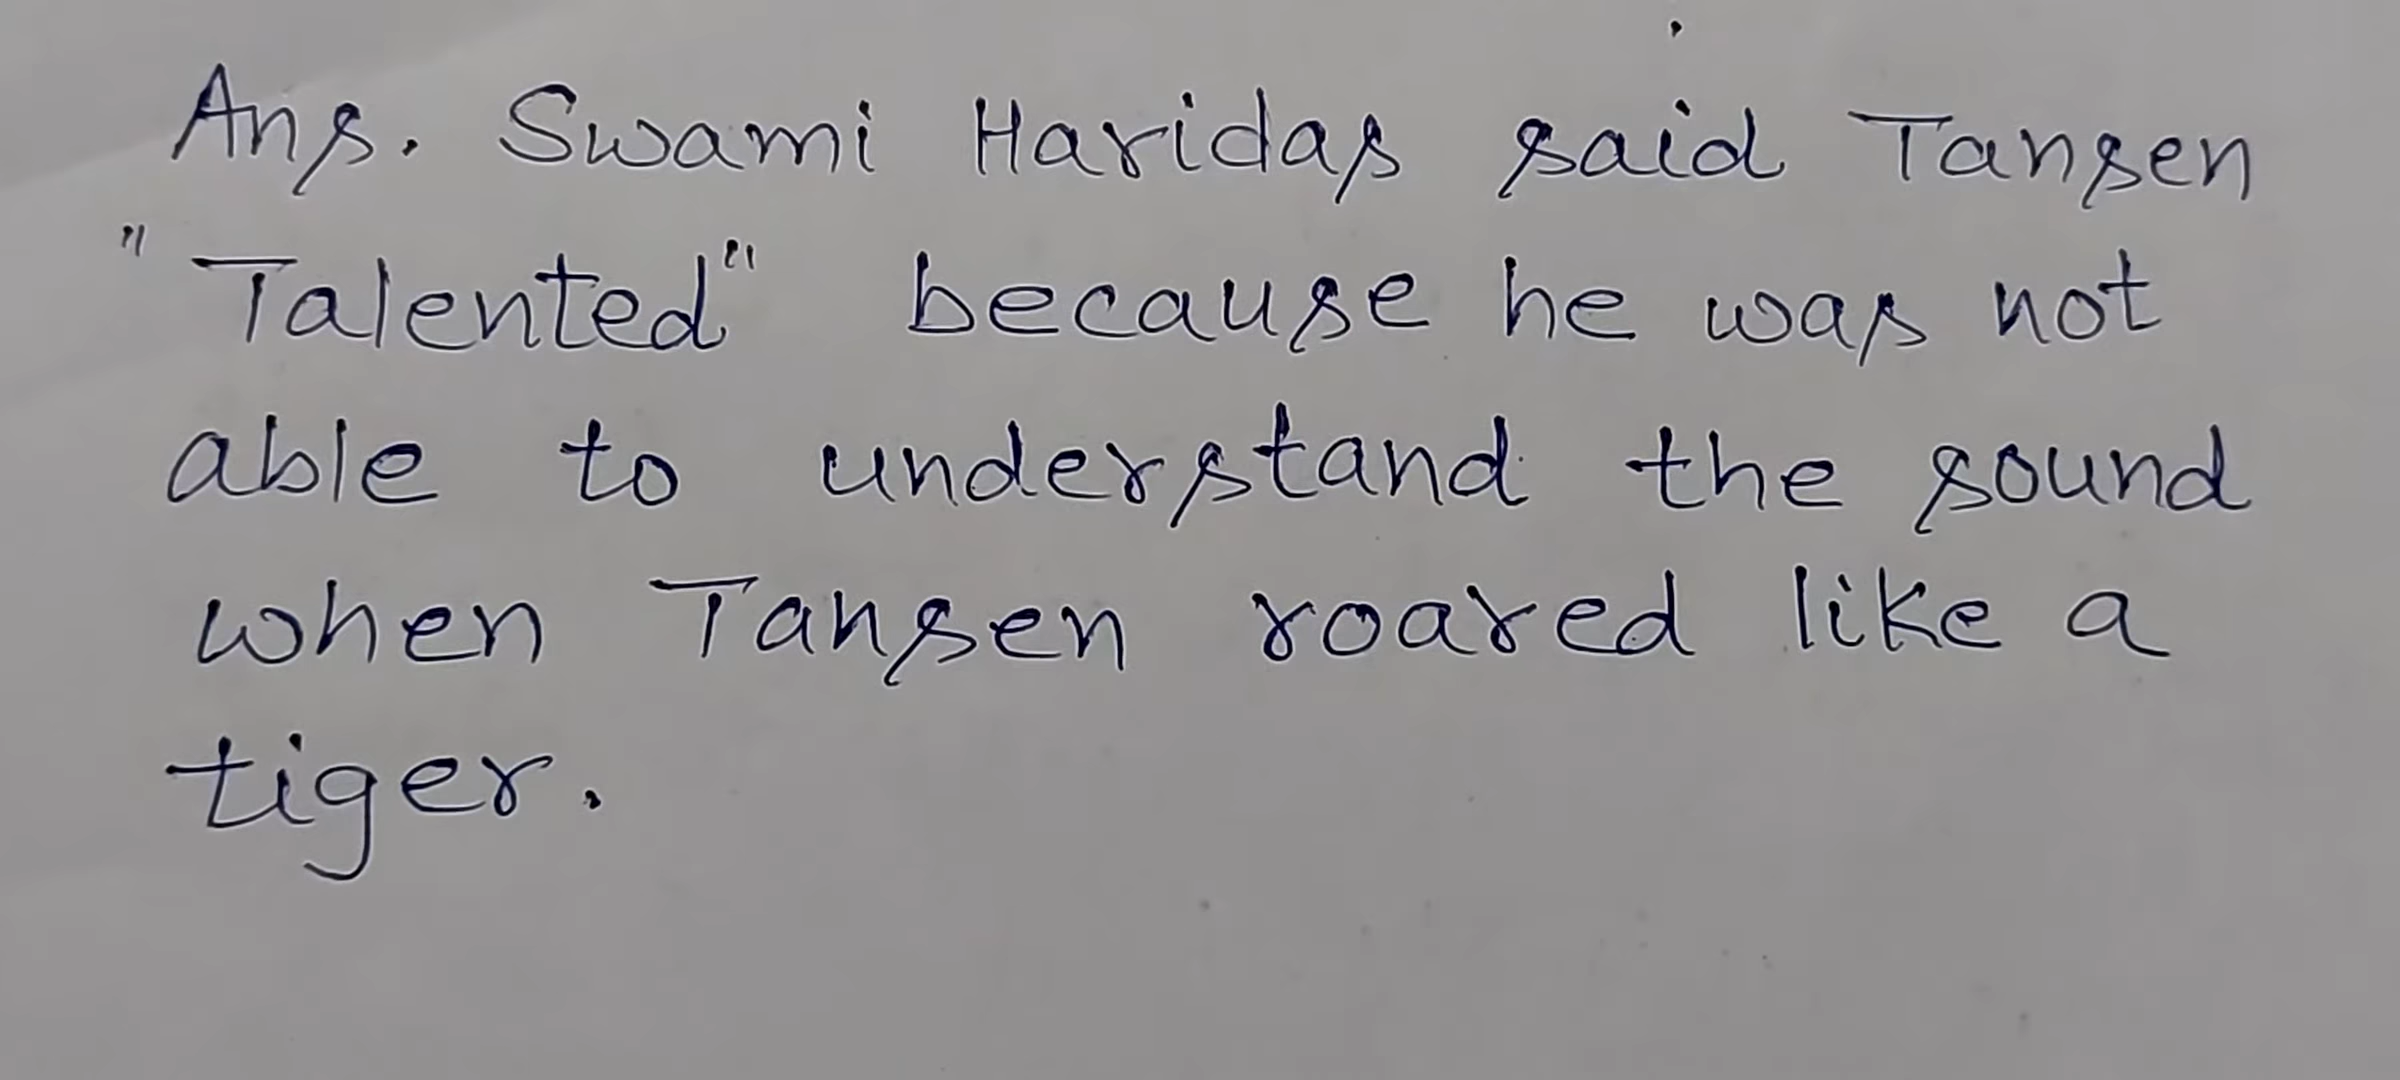 Ans. Swami Haridas said Tansen
"Talented" because he was not
able to understand the sound
when Tansen roared like a
tiger.